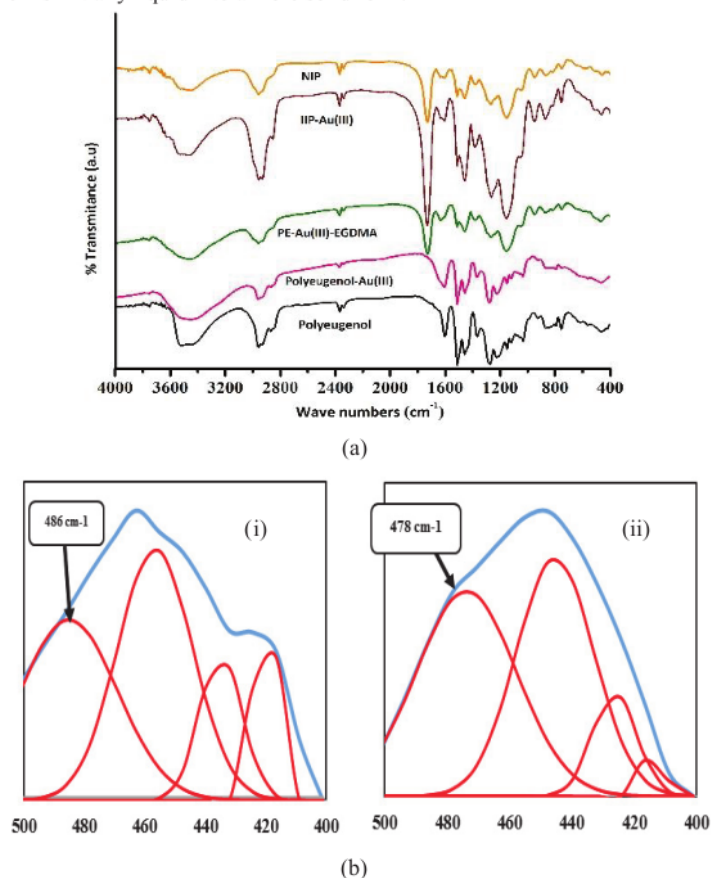 NIP
IIP-Au(III)
PE-Au(III)-EGDMA
Polyeugenol-Au(III)
Polyeugenol
% Transmitance (a.u)
4000 3600 3200 2800 2400 2000 1600 1200 800 400
Wave numbers (cm⁻¹)
(a)
486 cm-1
(i)
500 480 460 440 420 400
478 cm-1
(ii)
500 480 460 440 420 400
(b)